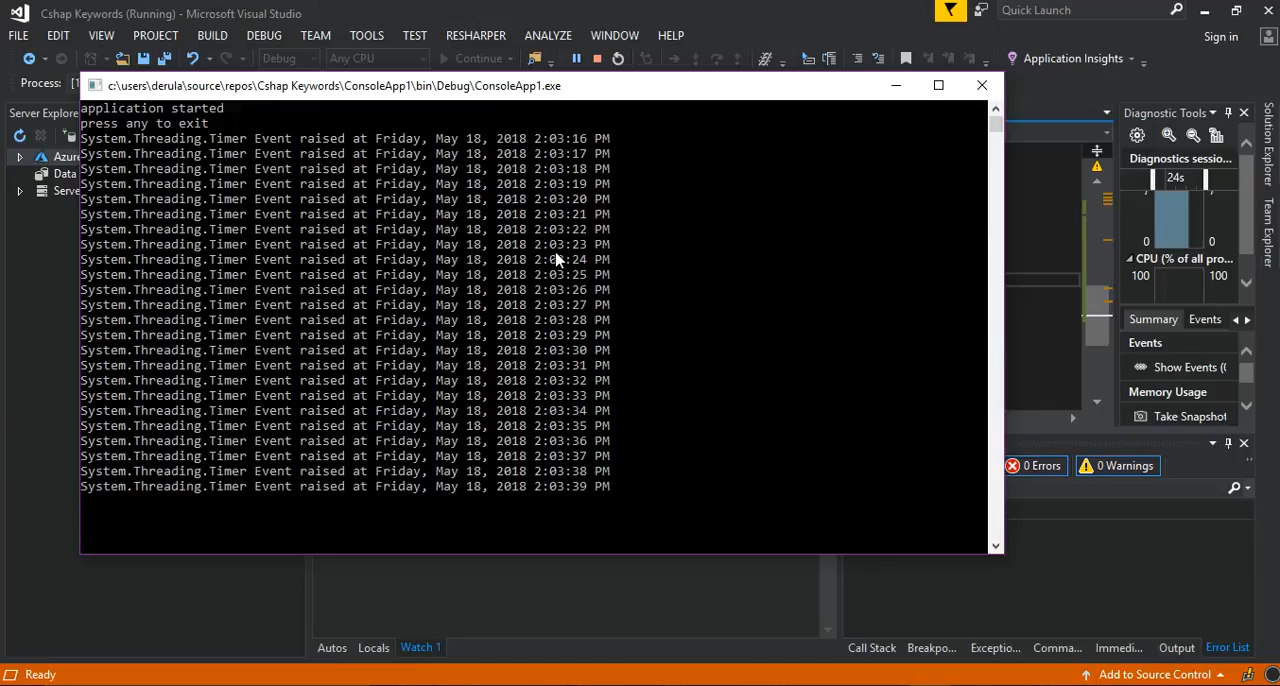 Cshap Keywords (Running) - Microsoft Visual Studio
Quick Launch
FILE EDIT VIEW PROJECT BUILD DEBUG TEAM TOOLS TEST RESHARPER ANALYZE WINDOW HELP
Sign in
Debug Any CPU Continue Application Insights
Process: [1
c:\users\derula\source\repos\Cshap Keywords\ConsoleApp1\bin\Debug\ConsoleApp1.exe
Server Explore
Azure
Data
Serve
application started
press any to exit
System.Threading.Timer Event raised at Friday, May 18, 2018 2:03:16 PM
System.Threading.Timer Event raised at Friday, May 18, 2018 2:03:17 PM
System.Threading.Timer Event raised at Friday, May 18, 2018 2:03:18 PM
System.Threading.Timer Event raised at Friday, May 18, 2018 2:03:19 PM
System.Threading.Timer Event raised at Friday, May 18, 2018 2:03:20 PM
System.Threading.Timer Event raised at Friday, May 18, 2018 2:03:21 PM
System.Threading.Timer Event raised at Friday, May 18, 2018 2:03:22 PM
System.Threading.Timer Event raised at Friday, May 18, 2018 2:03:23 PM
System.Threading.Timer Event raised at Friday, May 18, 2018 2:03:24 PM
System.Threading.Timer Event raised at Friday, May 18, 2018 2:03:25 PM
System.Threading.Timer Event raised at Friday, May 18, 2018 2:03:26 PM
System.Threading.Timer Event raised at Friday, May 18, 2018 2:03:27 PM
System.Threading.Timer Event raised at Friday, May 18, 2018 2:03:28 PM
System.Threading.Timer Event raised at Friday, May 18, 2018 2:03:29 PM
System.Threading.Timer Event raised at Friday, May 18, 2018 2:03:30 PM
System.Threading.Timer Event raised at Friday, May 18, 2018 2:03:31 PM
System.Threading.Timer Event raised at Friday, May 18, 2018 2:03:32 PM
System.Threading.Timer Event raised at Friday, May 18, 2018 2:03:33 PM
System.Threading.Timer Event raised at Friday, May 18, 2018 2:03:34 PM
System.Threading.Timer Event raised at Friday, May 18, 2018 2:03:35 PM
System.Threading.Timer Event raised at Friday, May 18, 2018 2:03:36 PM
System.Threading.Timer Event raised at Friday, May 18, 2018 2:03:37 PM
System.Threading.Timer Event raised at Friday, May 18, 2018 2:03:38 PM
System.Threading.Timer Event raised at Friday, May 18, 2018 2:03:39 PM
Diagnostic Tools
Diagnostics sessio...
24s
0 0
CPU (% of all pro...
100 100
Summary Events
Events
Show Events (
Memory Usage
Take Snapshot
Solution Explorer
Team Explorer
0 Errors 0 Warnings
Autos Locals Watch 1
Call Stack Breakpo... Exceptio... Comma... Immedi... Output Error List
Ready
Add to Source Control